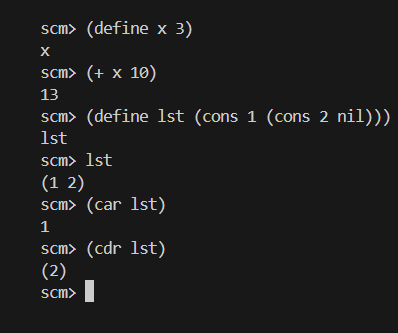 scm> (define x 3)
x
scm> (+ x 10)
13
scm> (define lst (cons 1 (cons 2 nil)))
lst
scm> lst
(1 2)
scm> (car lst)
1
scm> (cdr lst)
(2)
scm>